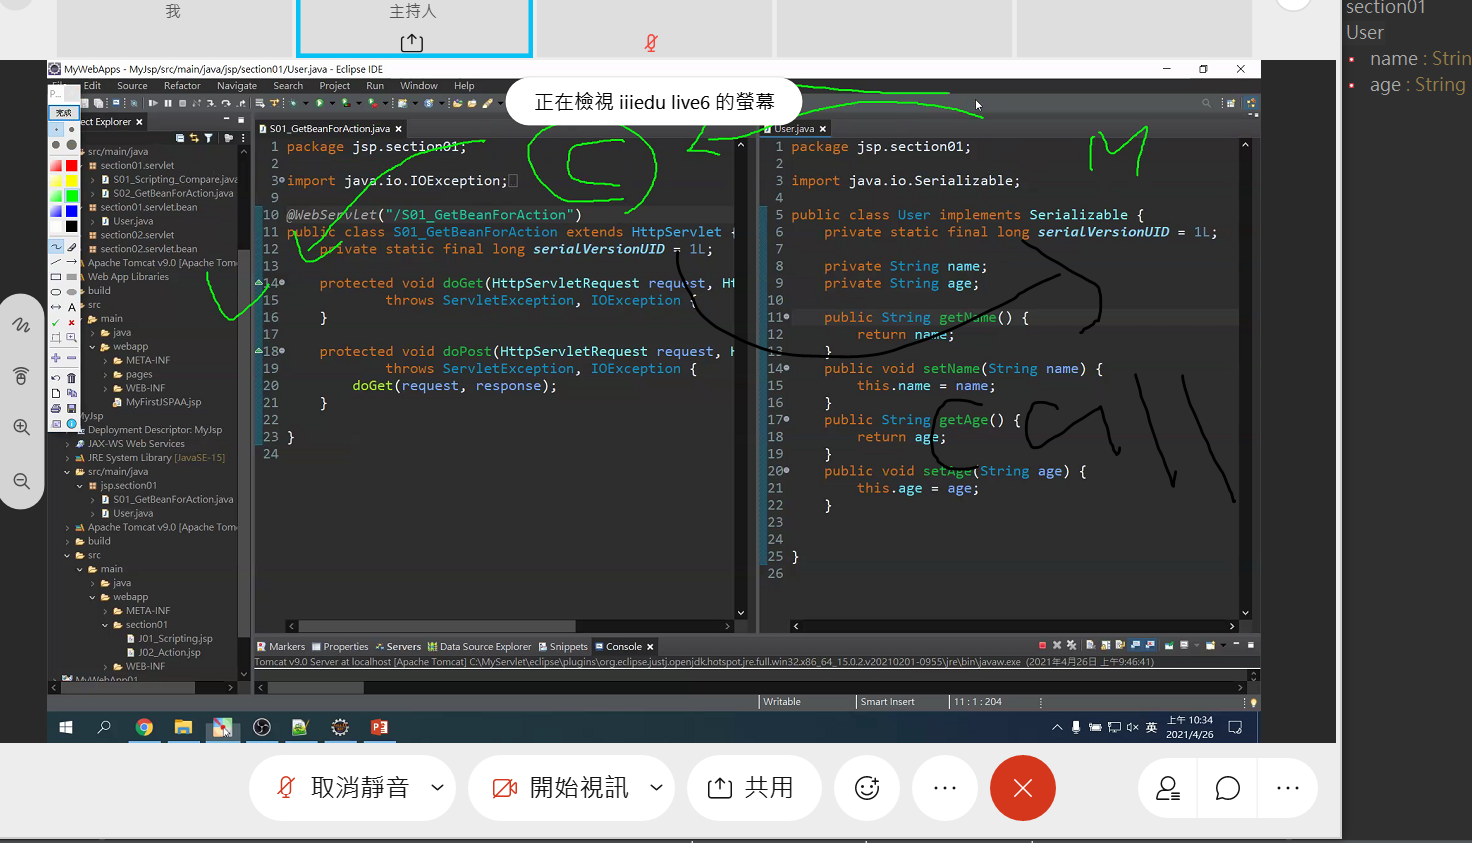 我
主持人
section01
User
name : Strin
age : String
MyWebApps - MyJsp/src/main/java/jsp/section01/User.java - Eclipse IDE
Edit Source Refactor Navigate Search Project Run Window Help
正在檢視 iiiedu live6 的螢幕
完成
ect Explorer
src/main/java
section01.servlet
S01_Scripting_Compare.java
S02_GetBeanForAction.java
section01.servlet.bean
User.java
section02.servlet
section02.servlet.bean
Apache Tomcat v9.0 [Apache Tom
Web App Libraries
build
src
main
java
webapp
META-INF
pages
WEB-INF
MyFirstJSPAA.jsp
MyJsp
Deployment Descriptor: MyJsp
JAX-WS Web Services
JRE System Library [JavaSE-15]
src/main/java
jsp.section01
S01_GetBeanForAction.java
User.java
Apache Tomcat v9.0 [Apache Tom
build
src
main
java
webapp
META-INF
section01
J01_Scripting.jsp
J02_Action.jsp
WEB-INF
MyWebApp01
S01_GetBeanForAction.java
1 package jsp.section01;
2
3 import java.io.IOException;
9
10 @WebServlet("/S01_GetBeanForAction")
11 public class S01_GetBeanForAction extends HttpServlet {
12 private static final long serialVersionUID = 1L;
13
14 protected void doGet(HttpServletRequest request, Ht
15 throws ServletException, IOException {
16 }
17
18 protected void doPost(HttpServletRequest request, H
19 throws ServletException, IOException {
20 doGet(request, response);
21 }
22
23 }
24
C
User.java
1 package jsp.section01;
2
3 import java.io.Serializable;
4
5 public class User implements Serializable {
6 private static final long serialVersionUID = 1L;
7
8 private String name;
9 private String age;
10
11 public String getName() {
12 return name;
13 }
14 public void setName(String name) {
15 this.name = name;
16 }
17 public String getAge() {
18 return age;
19 }
20 public void setAge(String age) {
21 this.age = age;
22 }
23
24
25 }
26
M
Call
Markers Properties Servers Data Source Explorer Snippets Console
Tomcat v9.0 Server at localhost [Apache Tomcat] C:\MyServlet\eclipse\plugins\org.eclipse.justj.openjdk.hotspot.jre.full.win32.x86_64_15.0.2.v20210201-0955\jre\bin\javaw.exe (2021年4月26日 上午9:46:41)
Writable Smart Insert 11 : 1 : 204
英
上午 10:34
2021/4/26
取消靜音 開始視訊 共用